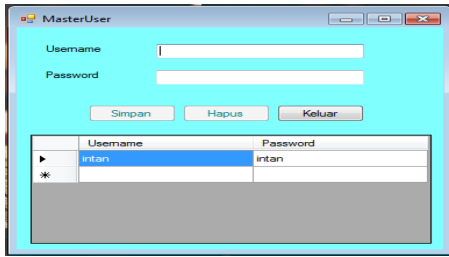 MasterUser
Username
Password
Simpan Hapus Keluar
Username Password
intan intan